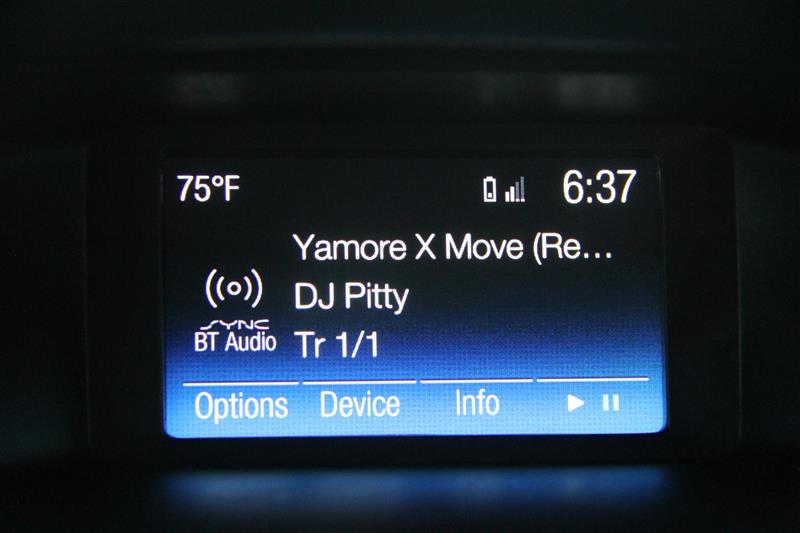 75°F 6:37
Yamore X Move (Re...
DJ Pitty
SYNC
BT Audio
Tr 1/1
Options Device Info